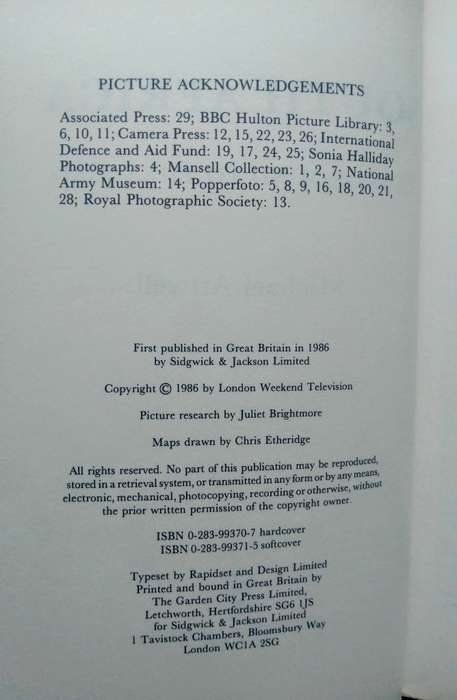 PICTURE ACKNOWLEDGEMENTS
Associated Press: 29; BBC Hulton Picture Library: 3,
6, 10, 11; Camera Press: 12, 15, 22, 23, 26; International
Defence and Aid Fund: 19, 17, 24, 25; Sonia Halliday
Photographs: 4; Mansell Collection: 1, 2, 7; National
Army Museum: 14; Popperfoto: 5, 8, 9, 16, 18, 20, 21,
28; Royal Photographic Society: 13.
First published in Great Britain in 1986
by Sidgwick & Jackson Limited
Copyright © 1986 by London Weekend Television
Picture research by Juliet Brightmore
Maps drawn by Chris Etheridge
All rights reserved. No part of this publication may be reproduced,
stored in a retrieval system, or transmitted in any form or by any means,
electronic, mechanical, photocopying, recording or otherwise, without
the prior written permission of the copyright owner.
ISBN 0-283-99370-7 hardcover
ISBN 0-283-99371-5 softcover
Typeset by Rapidset and Design Limited
Printed and bound in Great Britain by
The Garden City Press Limited,
Letchworth, Hertfordshire SG6 1JS
for Sidgwick & Jackson Limited
1 Tavistock Chambers, Bloomsbury Way
London WC1A 2SG